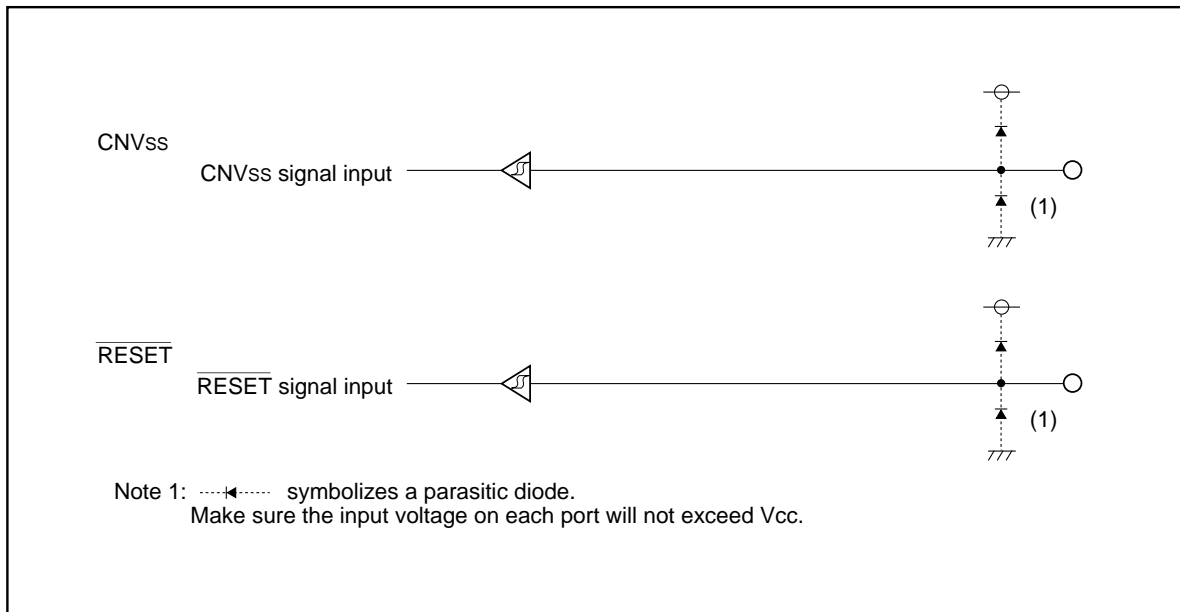 CNVss
CNVss signal input
(1)
RESET
RESET signal input
(1)
Note 1: symbolizes a parasitic diode.
Make sure the input voltage on each port will not exceed Vcc.